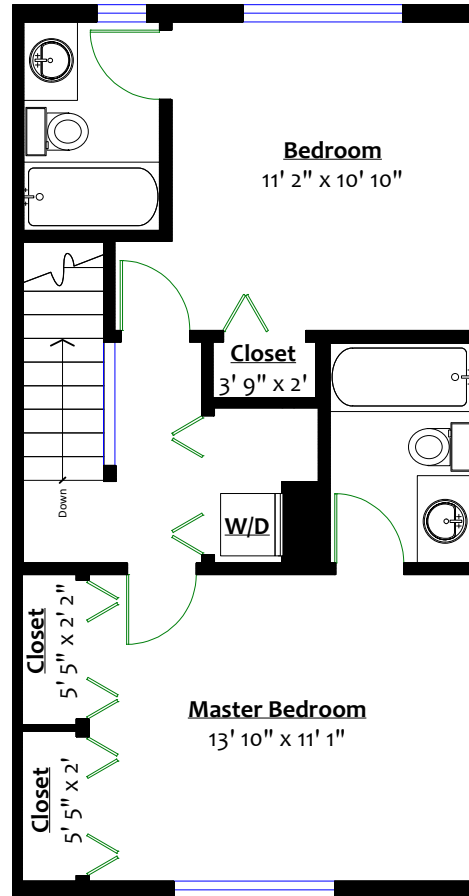 Bedroom
11' 2" x 10' 10"
Closet
3' 9" x 2'
Down
W/D
Closet
5' 5" x 2' 2"
Master Bedroom
13' 10" x 11' 1"
Closet
5' 5" x 2'